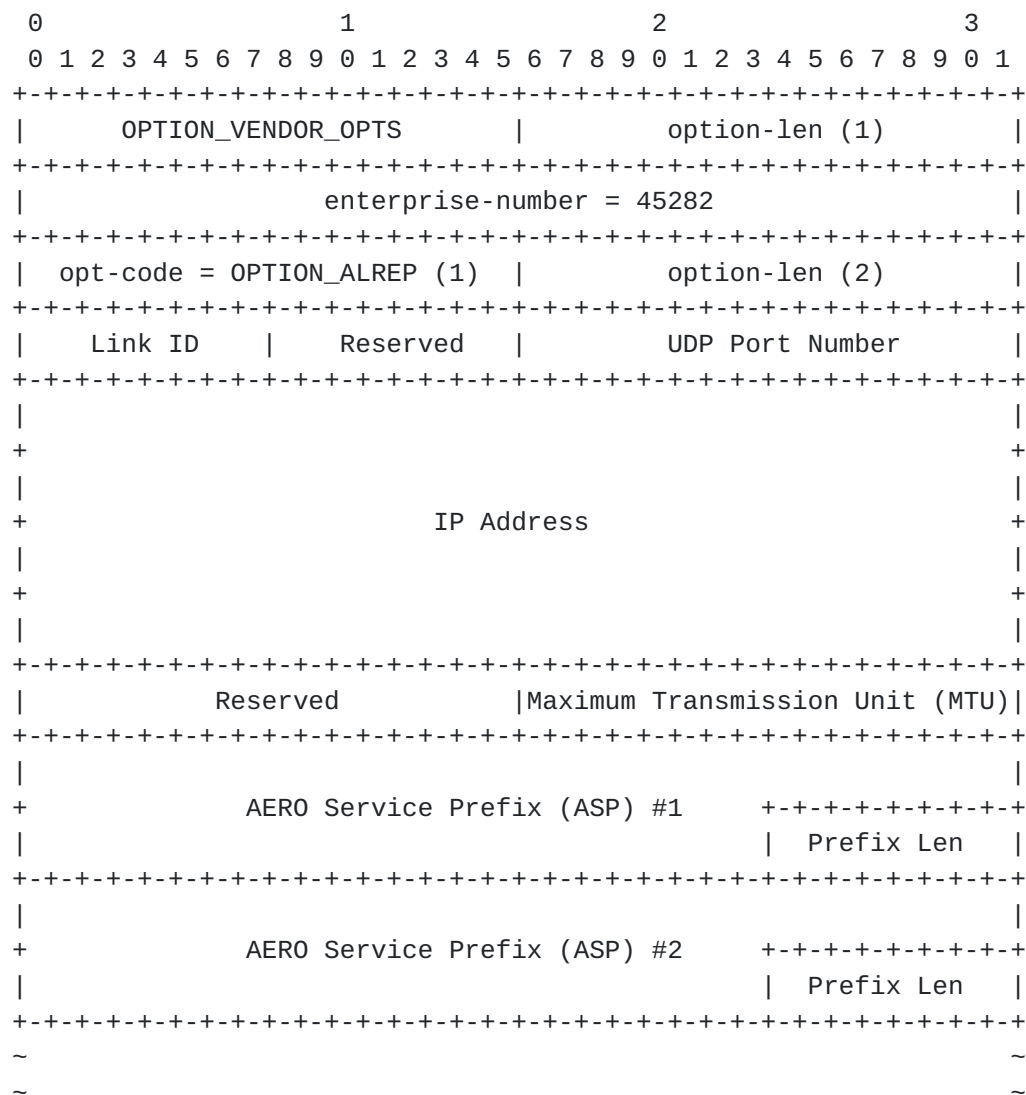 0                   1                   2                   3
 0 1 2 3 4 5 6 7 8 9 0 1 2 3 4 5 6 7 8 9 0 1 2 3 4 5 6 7 8 9 0 1
+-+-+-+-+-+-+-+-+-+-+-+-+-+-+-+-+-+-+-+-+-+-+-+-+-+-+-+-+-+-+-+-+
|      OPTION_VENDOR_OPTS       |         option-len (1)        |
+-+-+-+-+-+-+-+-+-+-+-+-+-+-+-+-+-+-+-+-+-+-+-+-+-+-+-+-+-+-+-+-+
|                   enterprise-number = 45282                   |
+-+-+-+-+-+-+-+-+-+-+-+-+-+-+-+-+-+-+-+-+-+-+-+-+-+-+-+-+-+-+-+-+
|  opt-code = OPTION_ALREP (1)  |         option-len (2)        |
+-+-+-+-+-+-+-+-+-+-+-+-+-+-+-+-+-+-+-+-+-+-+-+-+-+-+-+-+-+-+-+-+
|    Link ID    |    Reserved   |         UDP Port Number       |
+-+-+-+-+-+-+-+-+-+-+-+-+-+-+-+-+-+-+-+-+-+-+-+-+-+-+-+-+-+-+-+-+
|                                                               |
+                                                               +
|                                                               |
+                          IP Address                           +
|                                                               |
+                                                               +
|                                                               |
+-+-+-+-+-+-+-+-+-+-+-+-+-+-+-+-+-+-+-+-+-+-+-+-+-+-+-+-+-+-+-+-+
|            Reserved           |Maximum Transmission Unit (MTU)|
+-+-+-+-+-+-+-+-+-+-+-+-+-+-+-+-+-+-+-+-+-+-+-+-+-+-+-+-+-+-+-+-+
|                                                               |
+              AERO Service Prefix (ASP) #1     +-+-+-+-+-+-+-+-+
|                                               |  Prefix Len   |
+-+-+-+-+-+-+-+-+-+-+-+-+-+-+-+-+-+-+-+-+-+-+-+-+-+-+-+-+-+-+-+-+
|                                                               |
+              AERO Service Prefix (ASP) #2     +-+-+-+-+-+-+-+-+
|                                               |  Prefix Len   |
+-+-+-+-+-+-+-+-+-+-+-+-+-+-+-+-+-+-+-+-+-+-+-+-+-+-+-+-+-+-+-+-+
~                                                               ~
~                                                               ~